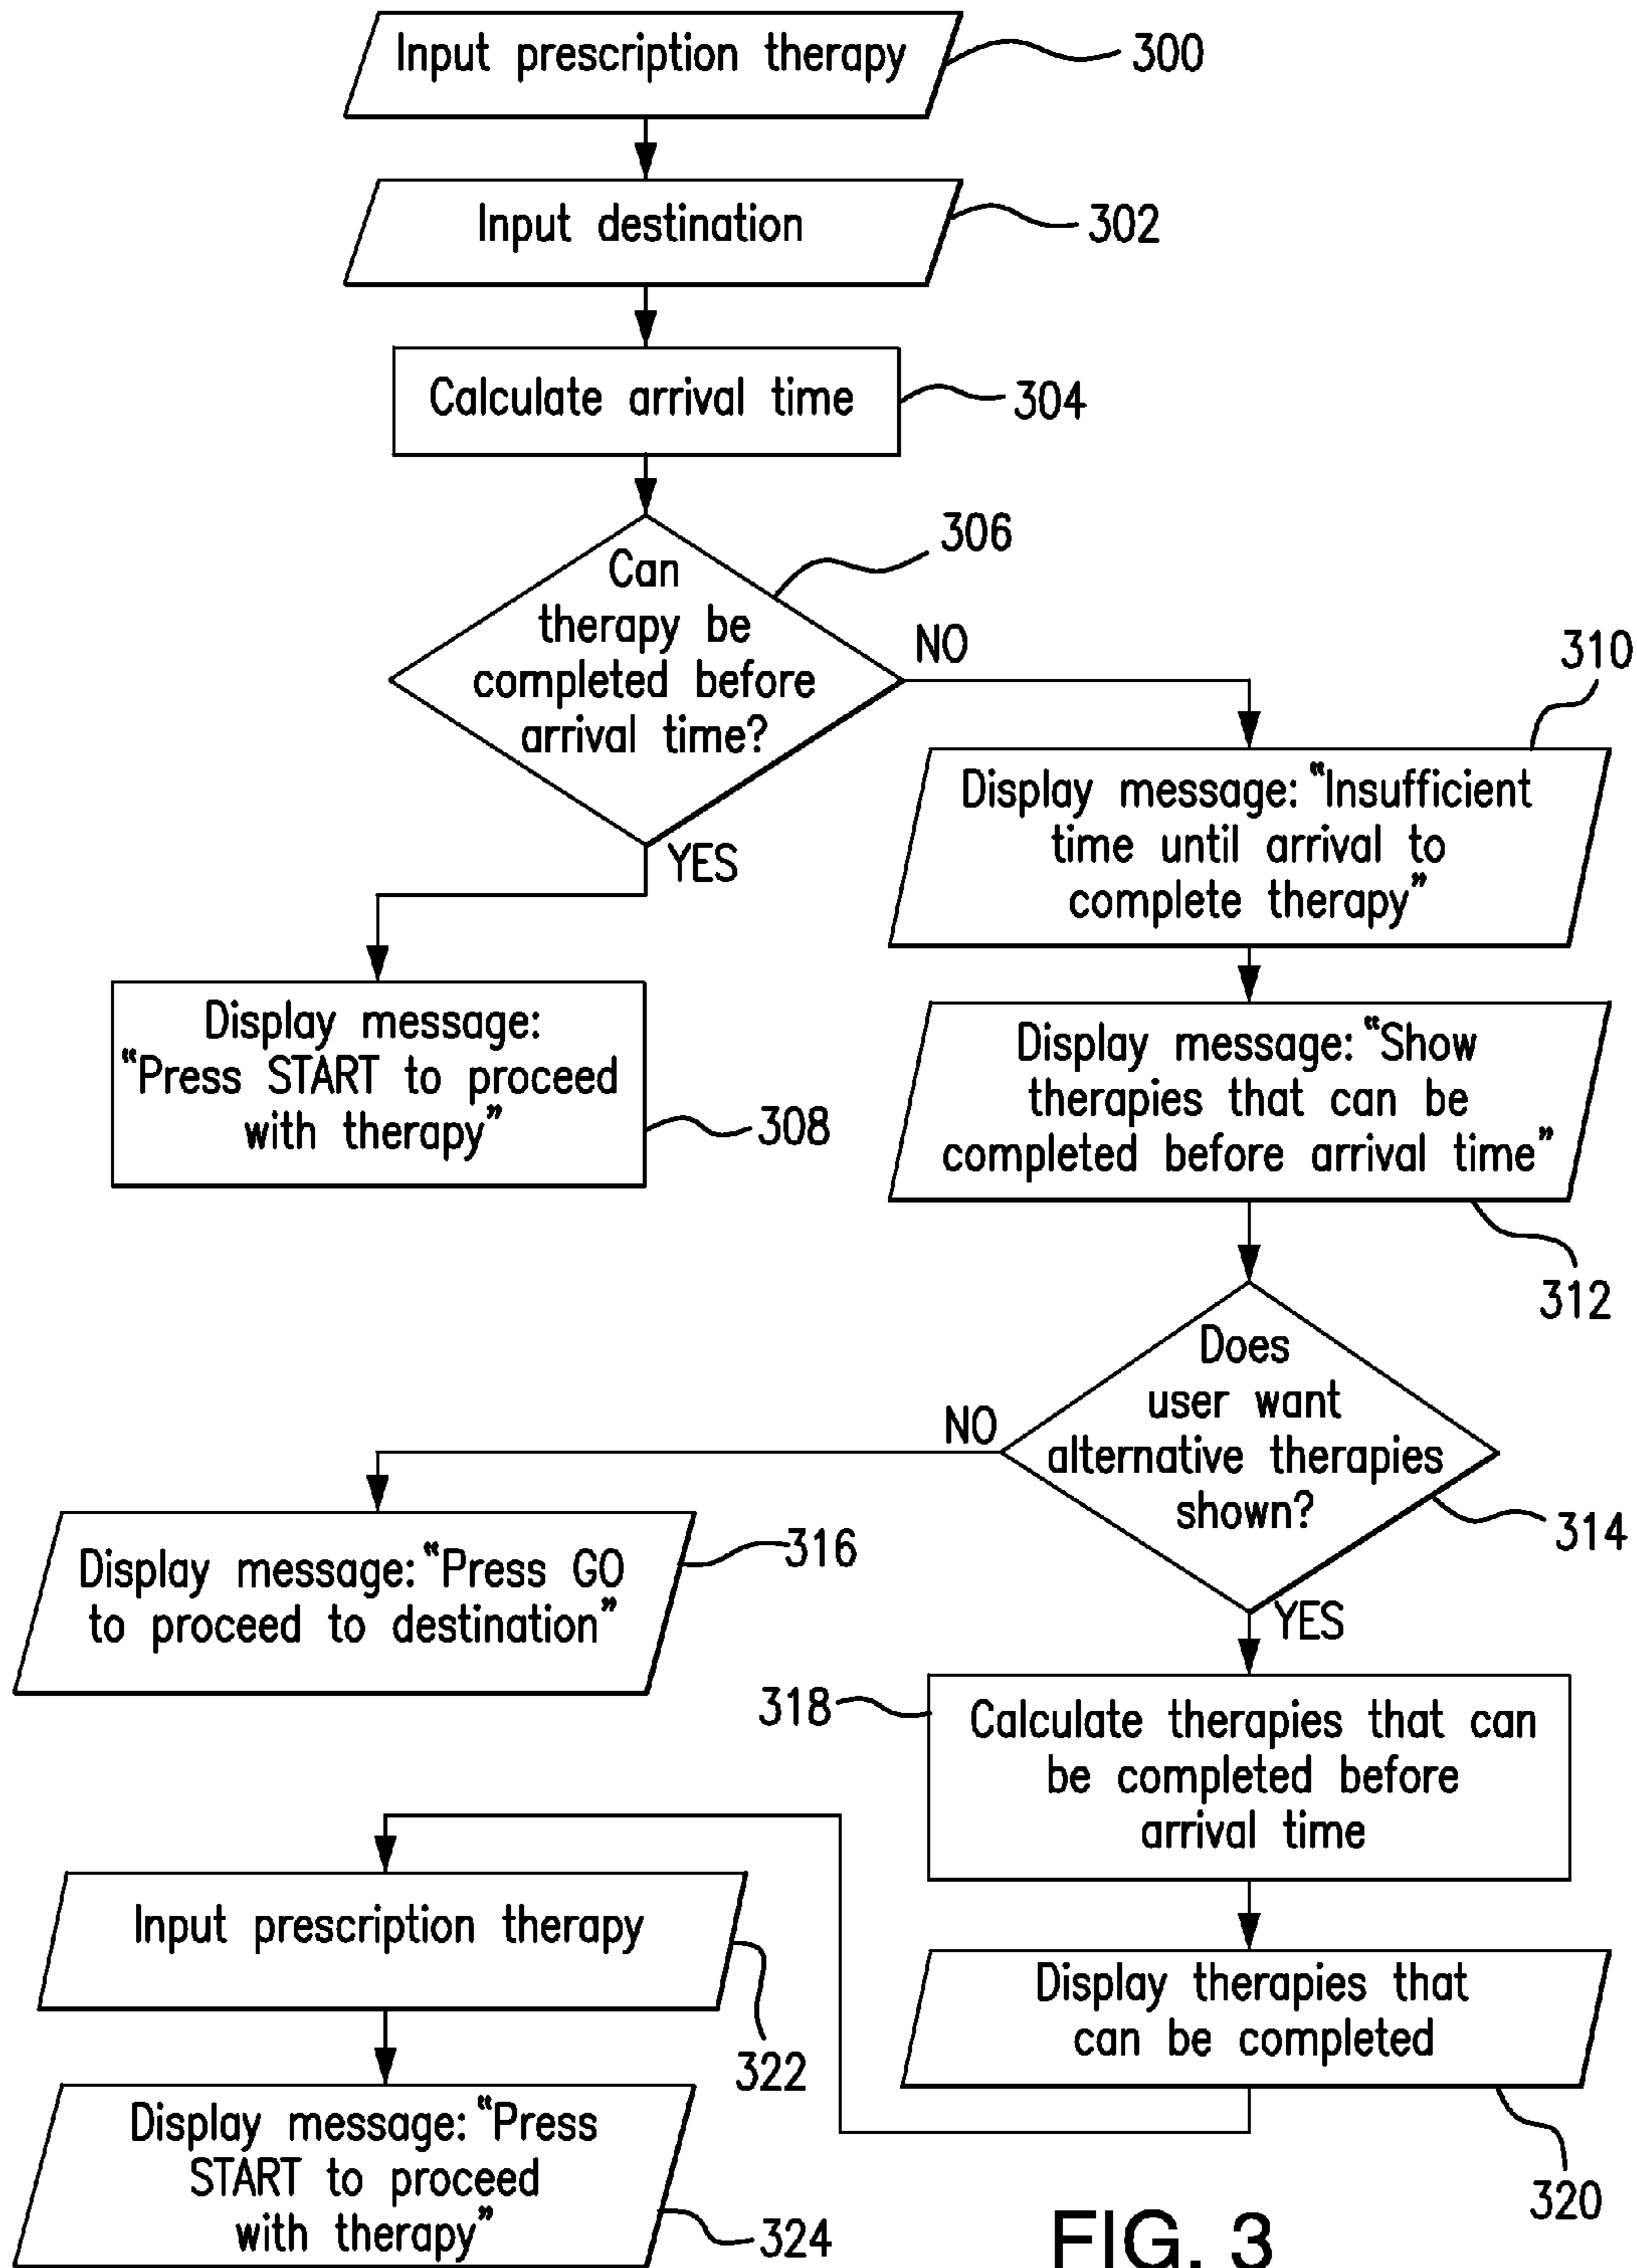 Input prescription therapy
300
Input destination
302
Calculate arrival time
304
306
Can
therapy be
completed before
arrival time?
NO
YES
310
Display message: “Insufficient
time until arrival to
complete therapy”
Display message:
“Press START to proceed
with therapy”
308
Display message: “Show
therapies that can be
completed before arrival time”
312
Does
user want
alternative therapies
shown?
NO
314
YES
316
Display message: “Press GO
to proceed to destination”
318
Calculate therapies that can
be completed before
arrival time
Display therapies that
can be completed
320
Input prescription therapy
322
Display message: “Press
START to proceed
with therapy”
324
FIG. 3